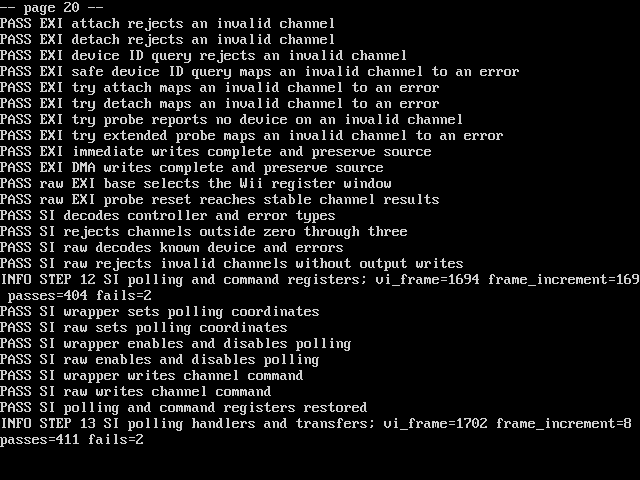 -- page 20 --
PASS EXI attach rejects an invalid channel
PASS EXI detach rejects an invalid channel
PASS EXI device ID query rejects an invalid channel
PASS EXI safe device ID query maps an invalid channel to an error
PASS EXI try attach maps an invalid channel to an error
PASS EXI try detach maps an invalid channel to an error
PASS EXI try probe reports no device on an invalid channel
PASS EXI try extended probe maps an invalid channel to an error
PASS EXI immediate writes complete and preserve source
PASS EXI DMA writes complete and preserve source
PASS raw EXI base selects the Wii register window
PASS raw EXI probe reset reaches stable channel results
PASS SI decodes controller and error types
PASS SI rejects channels outside zero through three
PASS SI raw decodes known device and errors
PASS SI raw rejects invalid channels without output writes
INFO STEP 12 SI polling and command registers; vi_frame=1694 frame_increment=169
 passes=404 fails=2
PASS SI wrapper sets polling coordinates
PASS SI raw sets polling coordinates
PASS SI wrapper enables and disables polling
PASS SI raw enables and disables polling
PASS SI wrapper writes channel command
PASS SI raw writes channel command
PASS SI polling and command registers restored
INFO STEP 13 SI polling handlers and transfers; vi_frame=1702 frame_increment=8
passes=411 fails=2